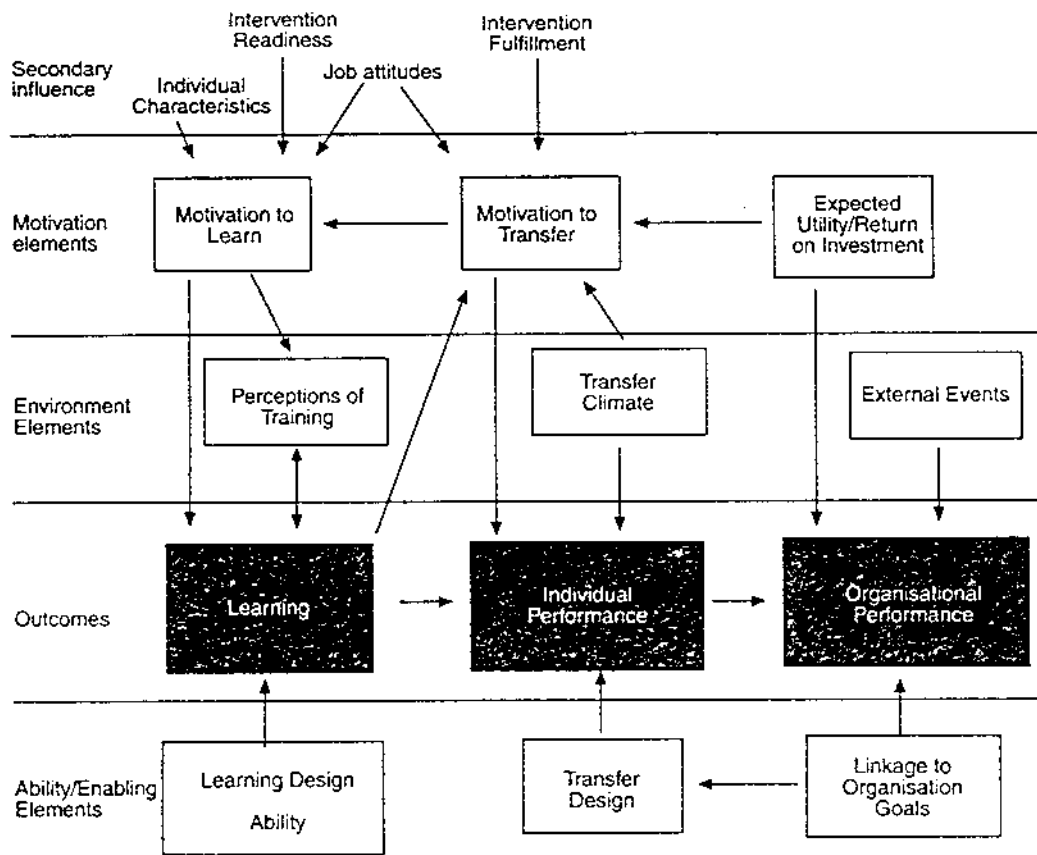 Intervention
Readiness
Intervention
Fulfillment
Secondary
influence
Job attitudes
Individual
Characteristics
Motivation
elements
Motivation to
Learn
Motivation to
Transfer
Expected
Utility/Return
on Investment
Environment
Elements
Perceptions of
Training
Transfer
Climate
External Events
Outcomes
Learning
Individual
Performance
Organisational
Performance
Ability/Enabling
Elements
Learning Design
Ability
Transfer
Design
Linkage to
Organisation
Goals